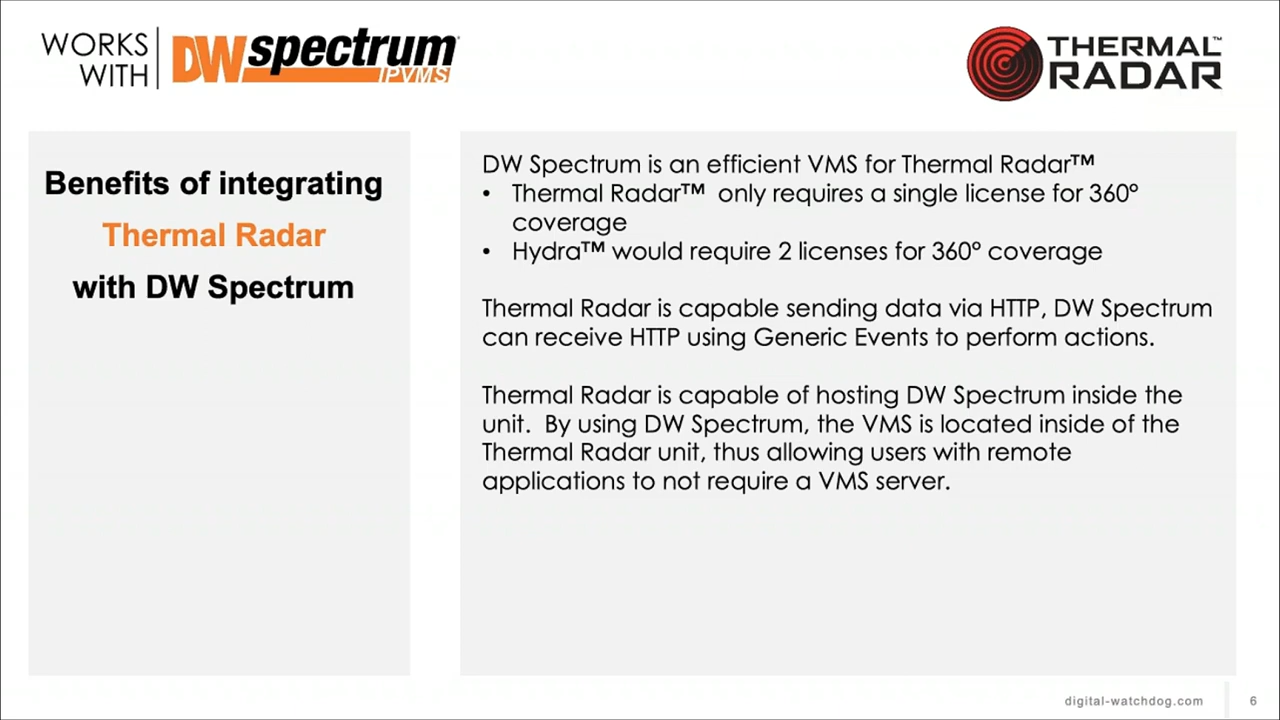 WORKS
WITH
DWspectrum®
IPVMS
THERMAL™
RADAR
Benefits of integrating
Thermal Radar
with DW Spectrum
DW Spectrum is an efficient VMS for Thermal Radar™
• Thermal Radar™ only requires a single license for 360°
coverage
• Hydra™ would require 2 licenses for 360° coverage
Thermal Radar is capable sending data via HTTP, DW Spectrum
can receive HTTP using Generic Events to perform actions.
Thermal Radar is capable of hosting DW Spectrum inside the
unit. By using DW Spectrum, the VMS is located inside of the
Thermal Radar unit, thus allowing users with remote
applications to not require a VMS server.
digital-watchdog.com
6